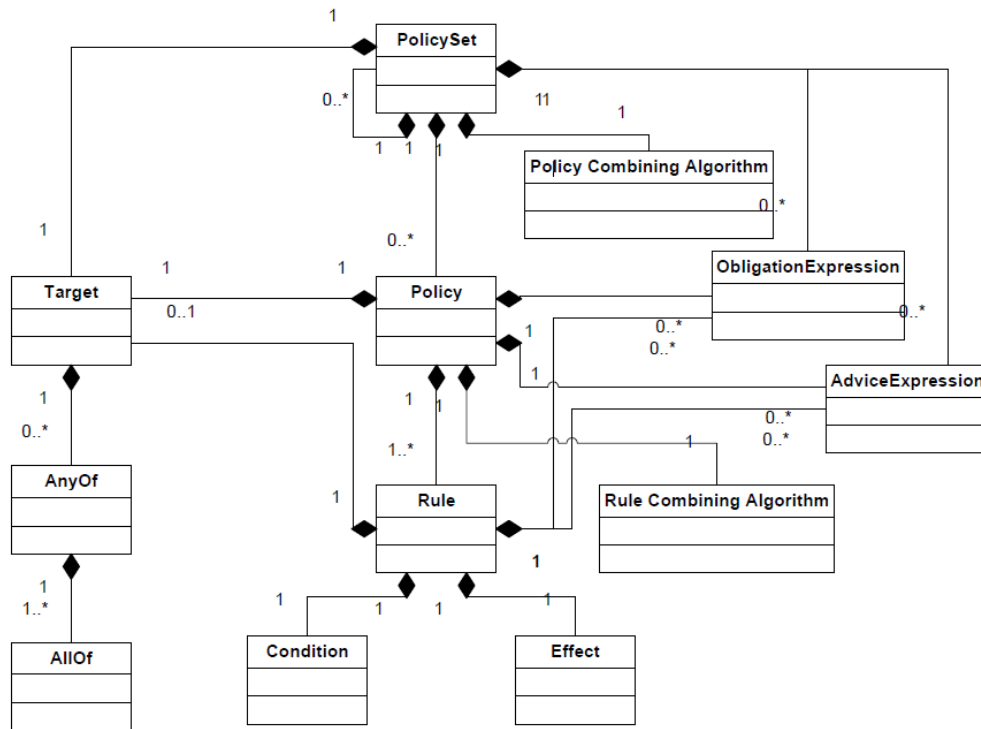 1
PolicySet
0..*
11
1
1
1
1
Policy Combining Algorithm
0..*
1
0..*
1
1
ObligationExpression
Target
Policy
0..1
0..*
0..*
1
0..*
1
AdviceExpression
1
1
1
0..*
0..*
0..*
1
1..*
AnyOf
1
Rule
Rule Combining Algorithm
1
1
1..*
1
1
1
1
AllOf
Condition
Effect